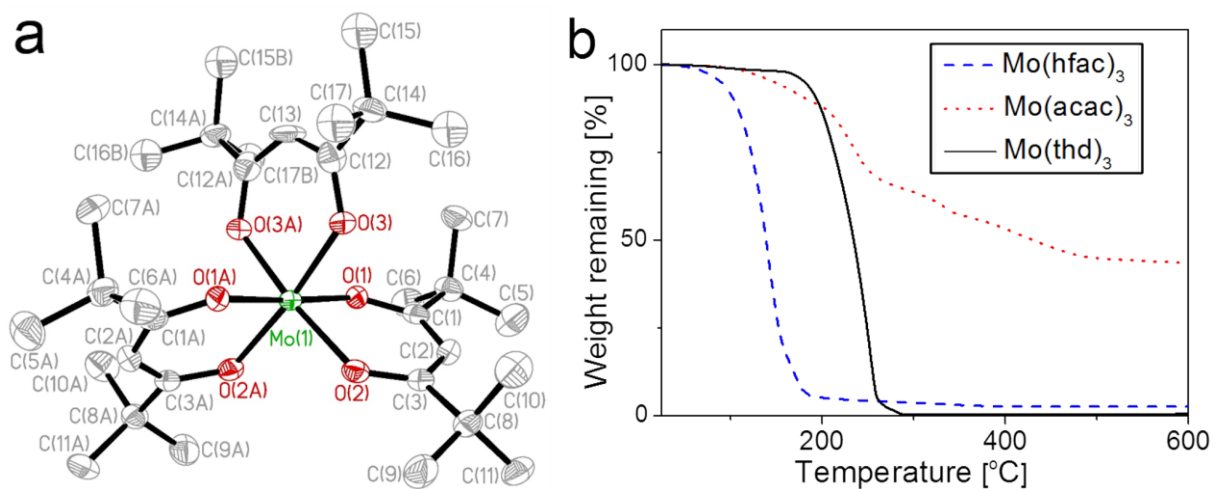 a
C(15)
C(15B)
C(17)
C(14)
C(13)
C(14A)
C(16B)
C(12)
C(16)
C(17B)
C(12A)
C(7A)
O(3A)
O(3)
C(7)
C(4A)
C(6A)
O(1A)
O(1)
C(6)
C(4)
C(5)
C(1)
C(2A)
C(1A)
Mo(1)
C(5A)
C(2)
C(10A)
O(2A)
O(2)
C(3)
C(10)
C(3A)
C(8A)
C(8)
C(11A)
C(9A)
C(9)
C(11)
b
Weight remaining [%]
100
50
0
Mo(hfac)₃
Mo(acac)₃
Mo(thd)₃
200
400
600
Temperature [°C]